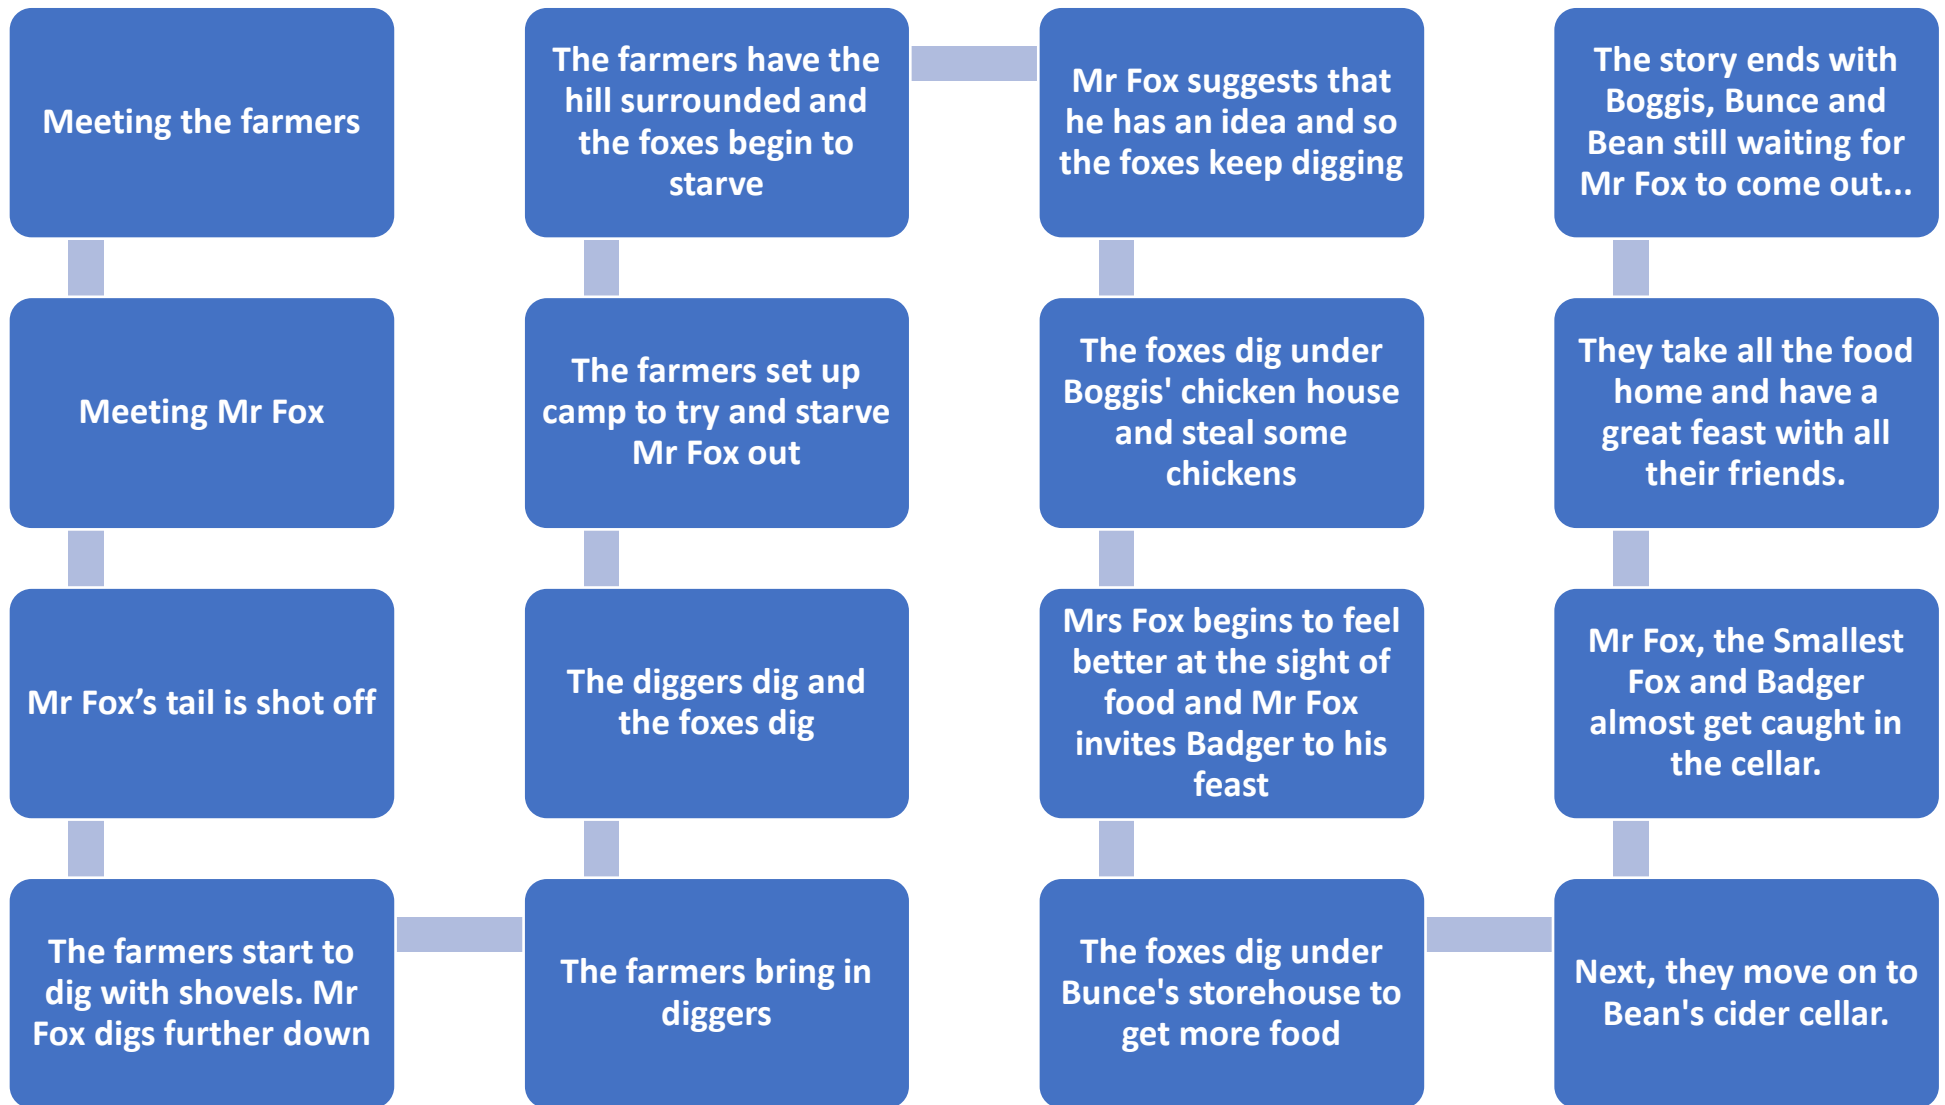 Meeting the farmers
Meeting Mr Fox
Mr Fox’s tail is shot off
The farmers start to
dig with shovels. Mr
Fox digs further down
The farmers bring in
diggers
The diggers dig and
the foxes dig
The farmers set up
camp to try and starve
Mr Fox out
The farmers have the
hill surrounded and
the foxes begin to
starve
Mr Fox suggests that
he has an idea and so
the foxes keep digging
The foxes dig under
Boggis' chicken house
and steal some
chickens
Mrs Fox begins to feel
better at the sight of
food and Mr Fox
invites Badger to his
feast
The foxes dig under
Bunce's storehouse to
get more food
Next, they move on to
Bean's cider cellar.
Mr Fox, the Smallest
Fox and Badger
almost get caught in
the cellar.
They take all the food
home and have a
great feast with all
their friends.
The story ends with
Boggis, Bunce and
Bean still waiting for
Mr Fox to come out...